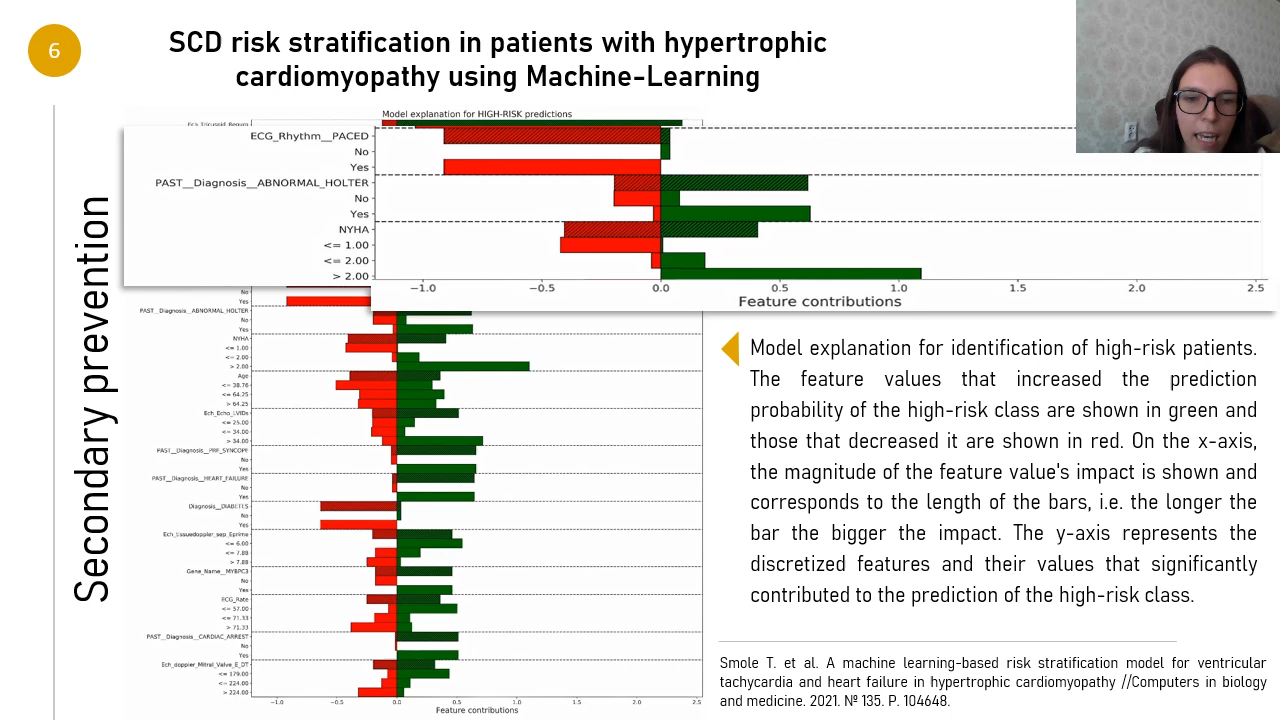 6
SCD risk stratification in patients with hypertrophic
cardiomyopathy using Machine-Learning
Secondary prevention
Model explanation for HIGH-RISK predictions
ECG_Rhythm__PACED
No
Yes
PAST__Diagnosis__ABNORMAL_HOLTER
No
Yes
NYHA
<= 1.00
<= 2.00
> 2.00
−1.0 −0.5 0.0 0.5 1.0 1.5 2.0 2.5
Feature contributions
No
Yes
PAST__Diagnosis__ABNORMAL_HOLTER
No
Yes
NYHA
<= 1.00
<= 2.00
> 2.00
Age
<= 38.76
<= 64.25
> 64.25
Ech_Echo_LVIDs
<= 25.00
<= 34.00
> 34.00
PAST__Diagnosis__PRE_SYNCOPE
No
Yes
PAST__Diagnosis__HEART_FAILURE
No
Yes
Diagnosis__DIABETES
No
Yes
Ech_tissuedoppler_sep_Eprime
<= 6.00
<= 7.88
> 7.88
Gene_Name__MYBPC3
No
Yes
ECG_Rate
<= 57.00
<= 71.33
> 71.33
PAST__Diagnosis__CARDIAC_ARREST
No
Yes
Ech_doppler_Mitral_Valve_E_DT
<= 179.00
<= 224.00
> 224.00
−1.0 −0.5 0.0 0.5 1.0 1.5 2.0 2.5
Feature contributions
Model explanation for identification of high-risk patients.
The feature values that increased the prediction
probability of the high-risk class are shown in green and
those that decreased it are shown in red. On the x-axis,
the magnitude of the feature value's impact is shown and
corresponds to the length of the bars, i.e. the longer the
bar the bigger the impact. The y-axis represents the
discretized features and their values that significantly
contributed to the prediction of the high-risk class.
Smole T. et al. A machine learning-based risk stratification model for ventricular
tachycardia and heart failure in hypertrophic cardiomyopathy //Computers in biology
and medicine. 2021. № 135. P. 104648.